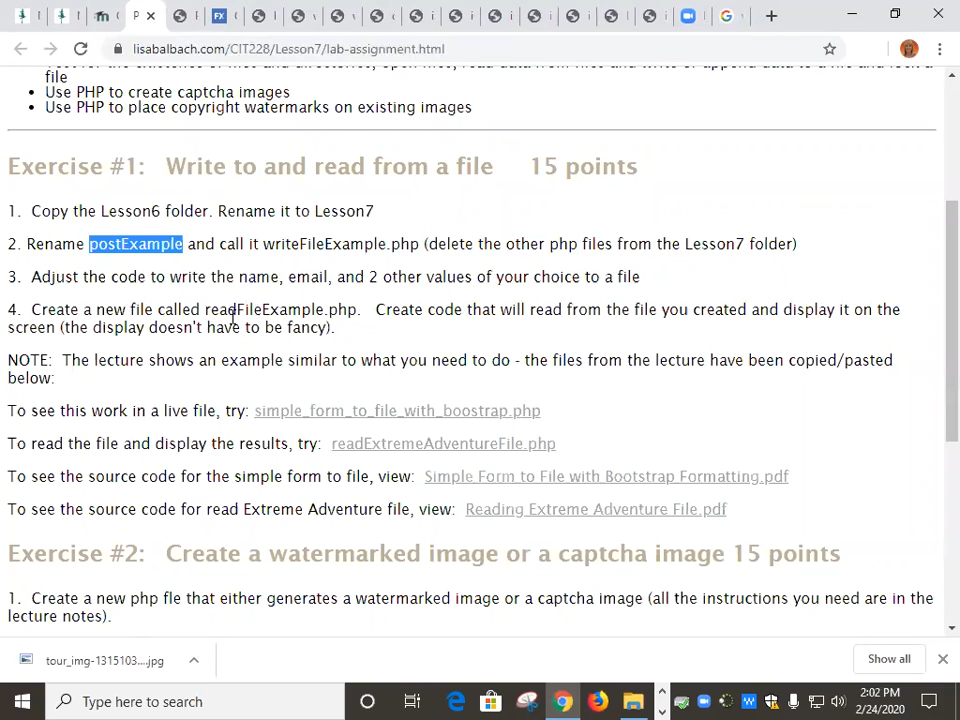 lisabalbach.com/CIT228/Lesson7/lab-assignment.html
file
• Use PHP to create captcha images
• Use PHP to place copyright watermarks on existing images
Exercise #1: Write to and read from a file 15 points
1. Copy the Lesson6 folder. Rename it to Lesson7
2. Rename postExample and call it writeFileExample.php (delete the other php files from the Lesson7 folder)
3. Adjust the code to write the name, email, and 2 other values of your choice to a file
4. Create a new file called readFileExample.php. Create code that will read from the file you created and display it on the
screen (the display doesn't have to be fancy).
NOTE: The lecture shows an example similar to what you need to do - the files from the lecture have been copied/pasted
below:
To see this work in a live file, try: simple_form_to_file_with_boostrap.php
To read the file and display the results, try: readExtremeAdventureFile.php
To see the source code for the simple form to file, view: Simple Form to File with Bootstrap Formatting.pdf
To see the source code for read Extreme Adventure file, view: Reading Extreme Adventure File.pdf
Exercise #2: Create a watermarked image or a captcha image 15 points
1. Create a new php fle that either generates a watermarked image or a captcha image (all the instructions you need are in the
lecture notes).
tour_img-1315103....jpg
Show all
Type here to search
2:02 PM
2/24/2020